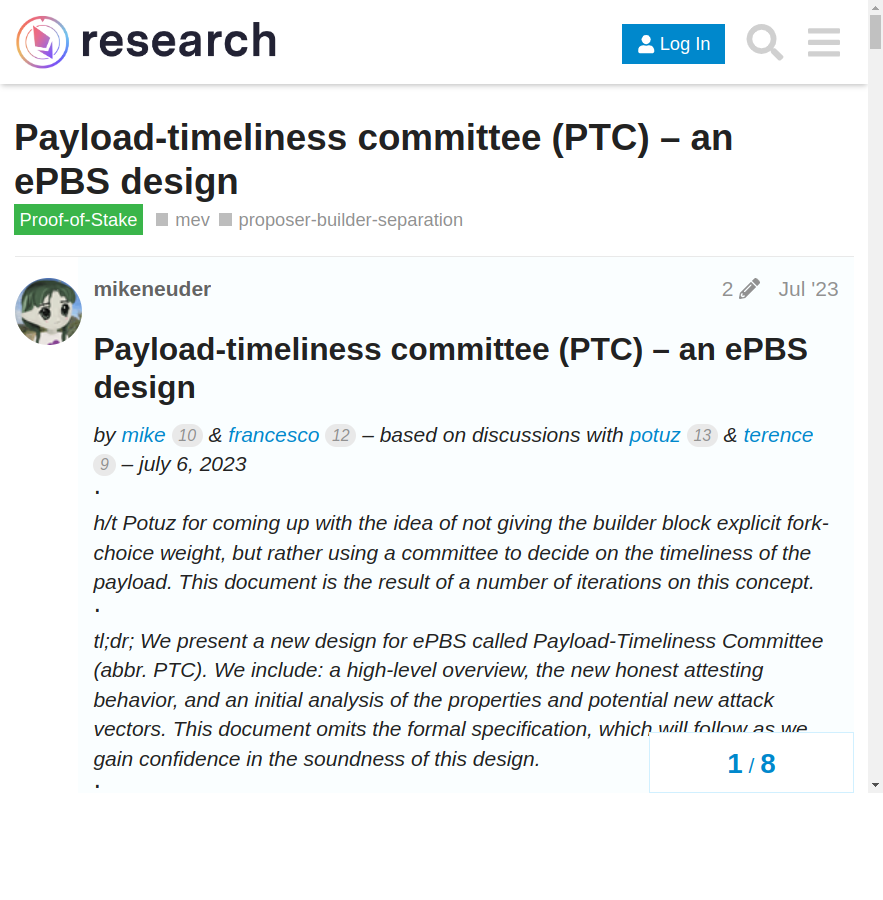 research
Log In
Payload-timeliness committee (PTC) – an
ePBS design
Proof-of-Stake mev proposer-builder-separation
mikeneuder 2 Jul '23
Payload-timeliness committee (PTC) – an ePBS
design
by mike 10 & francesco 12 – based on discussions with potuz 13 & terence
9 – july 6, 2023
.
h/t Potuz for coming up with the idea of not giving the builder block explicit fork-
choice weight, but rather using a committee to decide on the timeliness of the
payload. This document is the result of a number of iterations on this concept.
.
tl;dr; We present a new design for ePBS called Payload-Timeliness Committee
(abbr. PTC). We include: a high-level overview, the new honest attesting
behavior, and an initial analysis of the properties and potential new attack
vectors. This document omits the formal specification, which will follow as we
gain confidence in the soundness of this design.
.
1 / 8